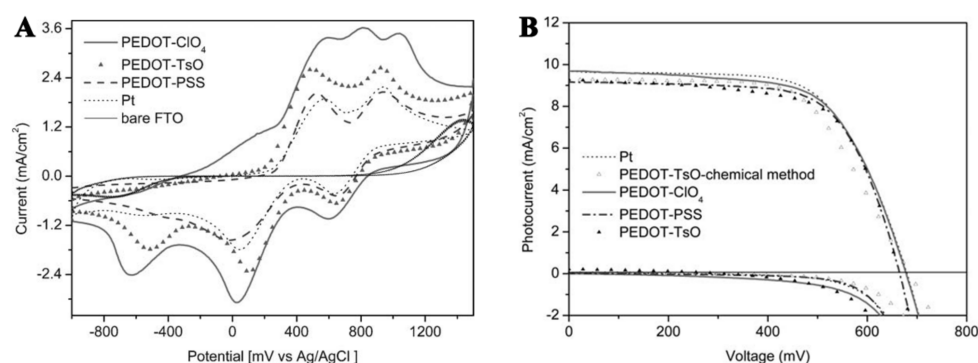 A
PEDOT-ClO₄
PEDOT-TsO
PEDOT-PSS
Pt
bare FTO
3.6
2.4
1.2
0.0
-1.2
-2.4
Current (mA/cm²)
-1000
-400
0
400
800
1200
Potential [mV vs Ag/AgCl ]
B
12
10
8
6
4
2
0
-2
Photocurrent (mA/cm²)
Pt
PEDOT-TsO-chemical method
PEDOT-ClO₄
PEDOT-PSS
PEDOT-TsO
0
200
400
600
800
Voltage (mV)